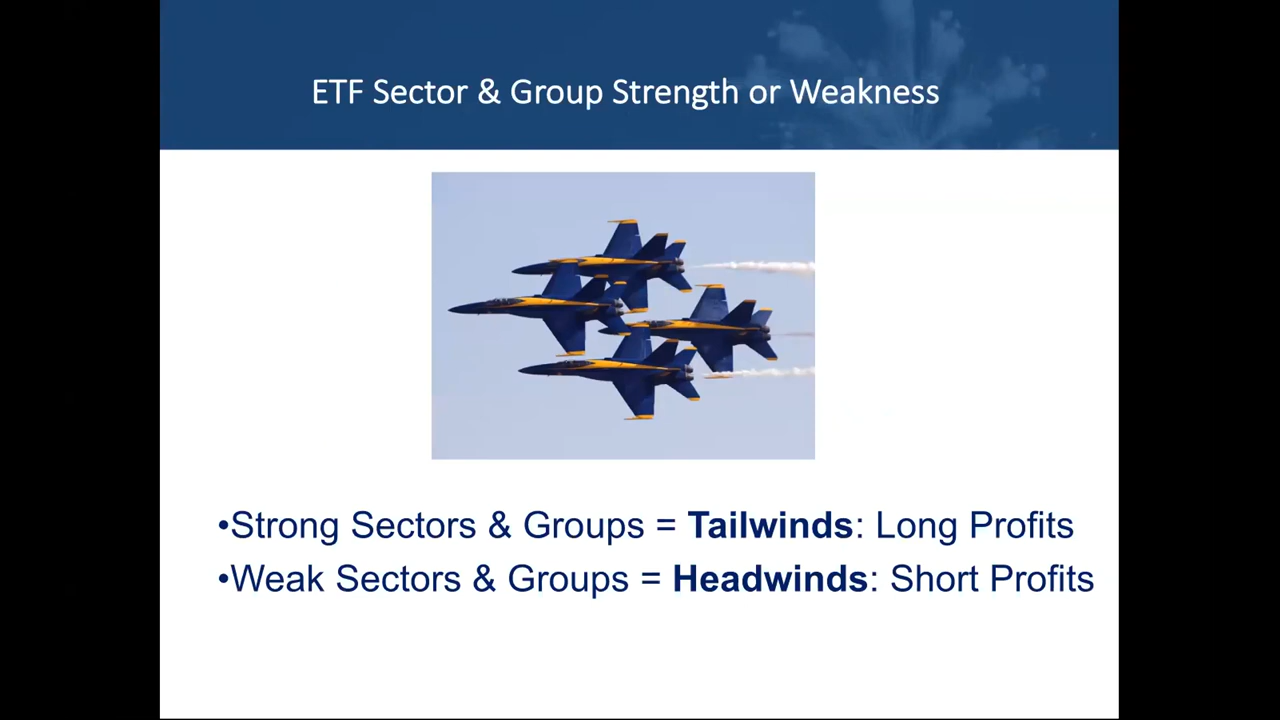 ETF Sector & Group Strength or Weakness
•Strong Sectors & Groups = Tailwinds: Long Profits
•Weak Sectors & Groups = Headwinds: Short Profits